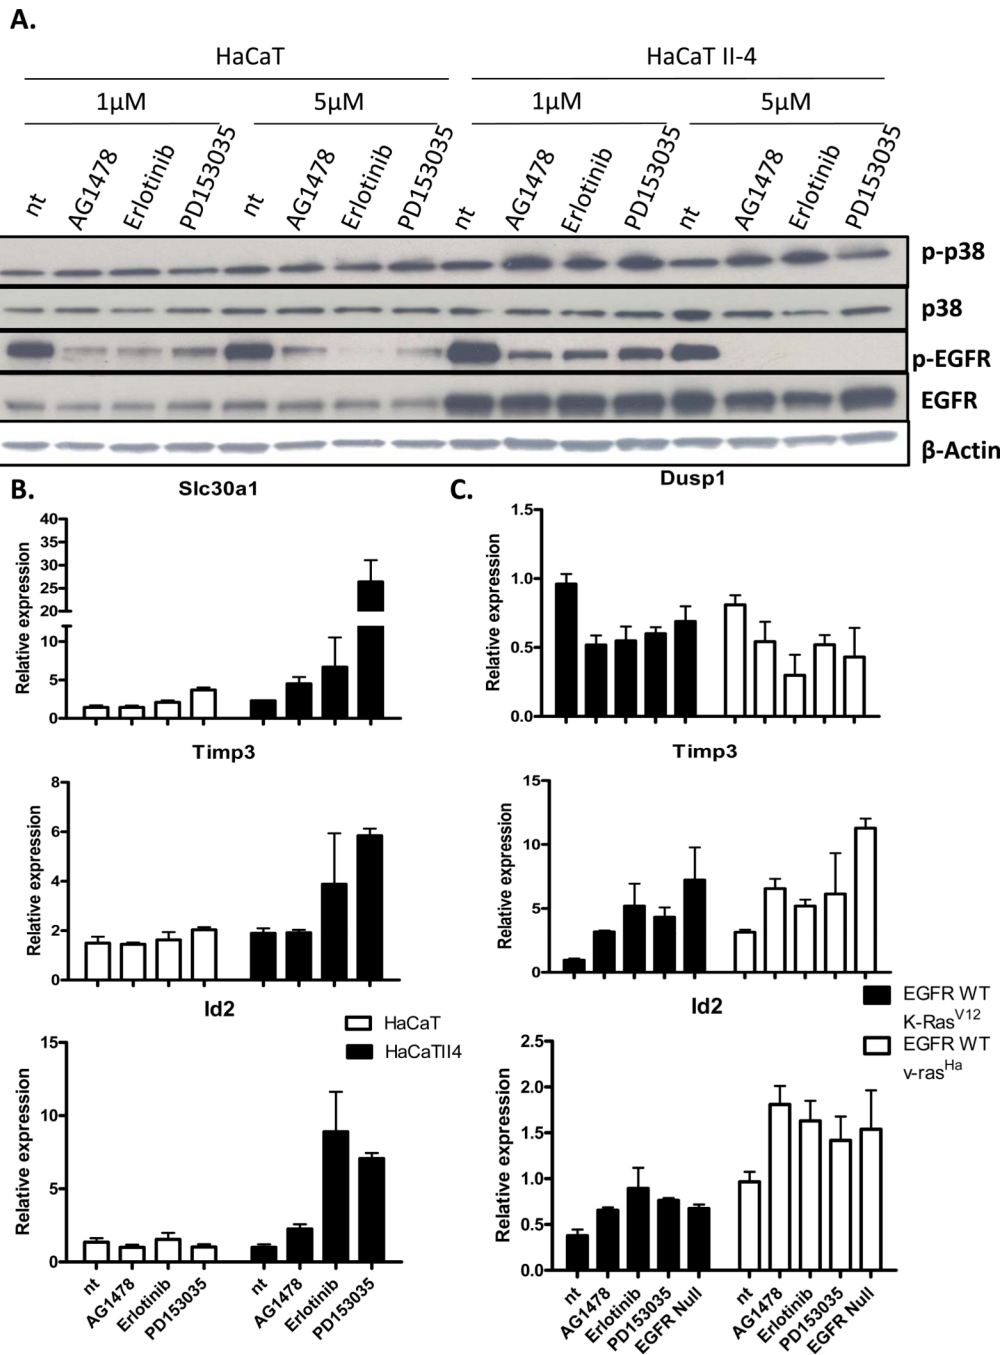 A.
HaCaT
HaCaT II-4
1µM
5µM
1µM
5µM
nt
AG1478
Erlotinib
PD153035
nt
AG1478
Erlotinib
PD153035
nt
AG1478
Erlotinib
PD153035
nt
AG1478
Erlotinib
PD153035
p-p38
p38
p-EGFR
EGFR
β-Actin
B.
Slc30a1
Relative expression
40
35
30
25
20
10
5
0
Timp3
Relative expression
8
6
4
2
0
Id2
Relative expression
15
10
5
0
HaCaT
HaCaTII4
nt
AG1478
Erlotinib
PD153035
nt
AG1478
Erlotinib
PD153035
C.
Dusp1
Relative expression
1.5
1.0
0.5
0.0
Timp3
Relative expression
15
10
5
0
Id2
Relative expression
2.5
2.0
1.5
1.0
0.5
0.0
EGFR WT
K-Ras^V12
EGFR WT
v-ras^Ha
nt
AG1478
Erlotinib
PD153035
EGFR Null
nt
AG1478
Erlotinib
PD153035
EGFR Null